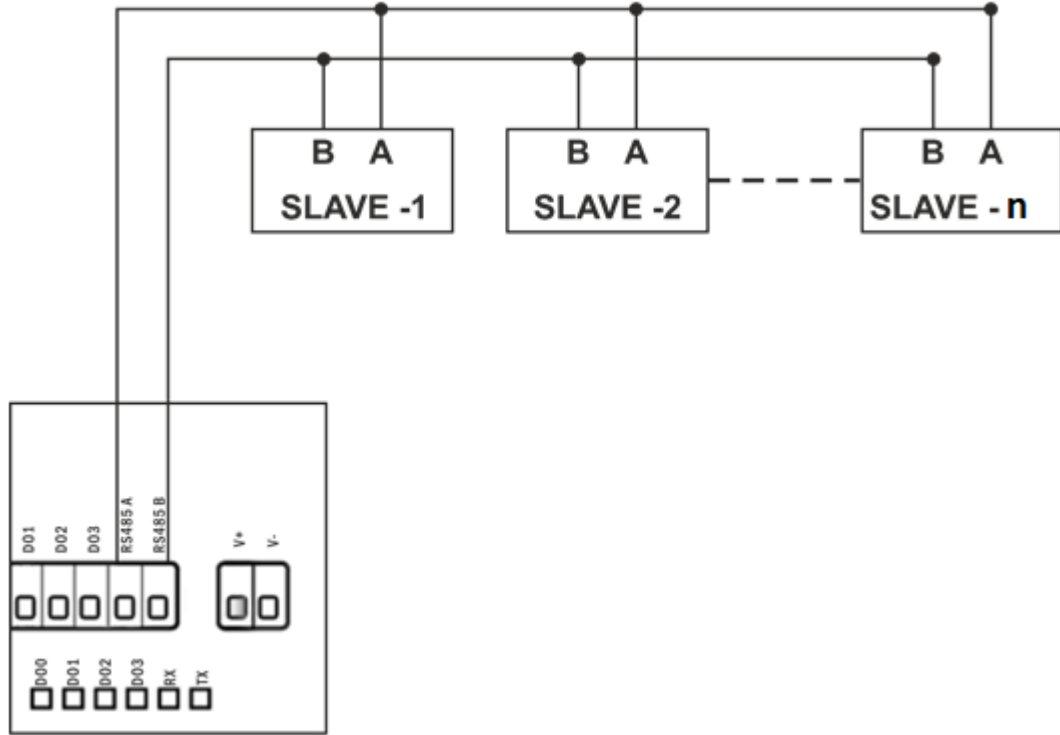 B A
SLAVE -1
B A
SLAVE -2
B A
SLAVE - n
DO1
DO2
DO3
RS485 A
RS485 B
V+
V-
DO0
DO1
DO2
DO3
RX
TX